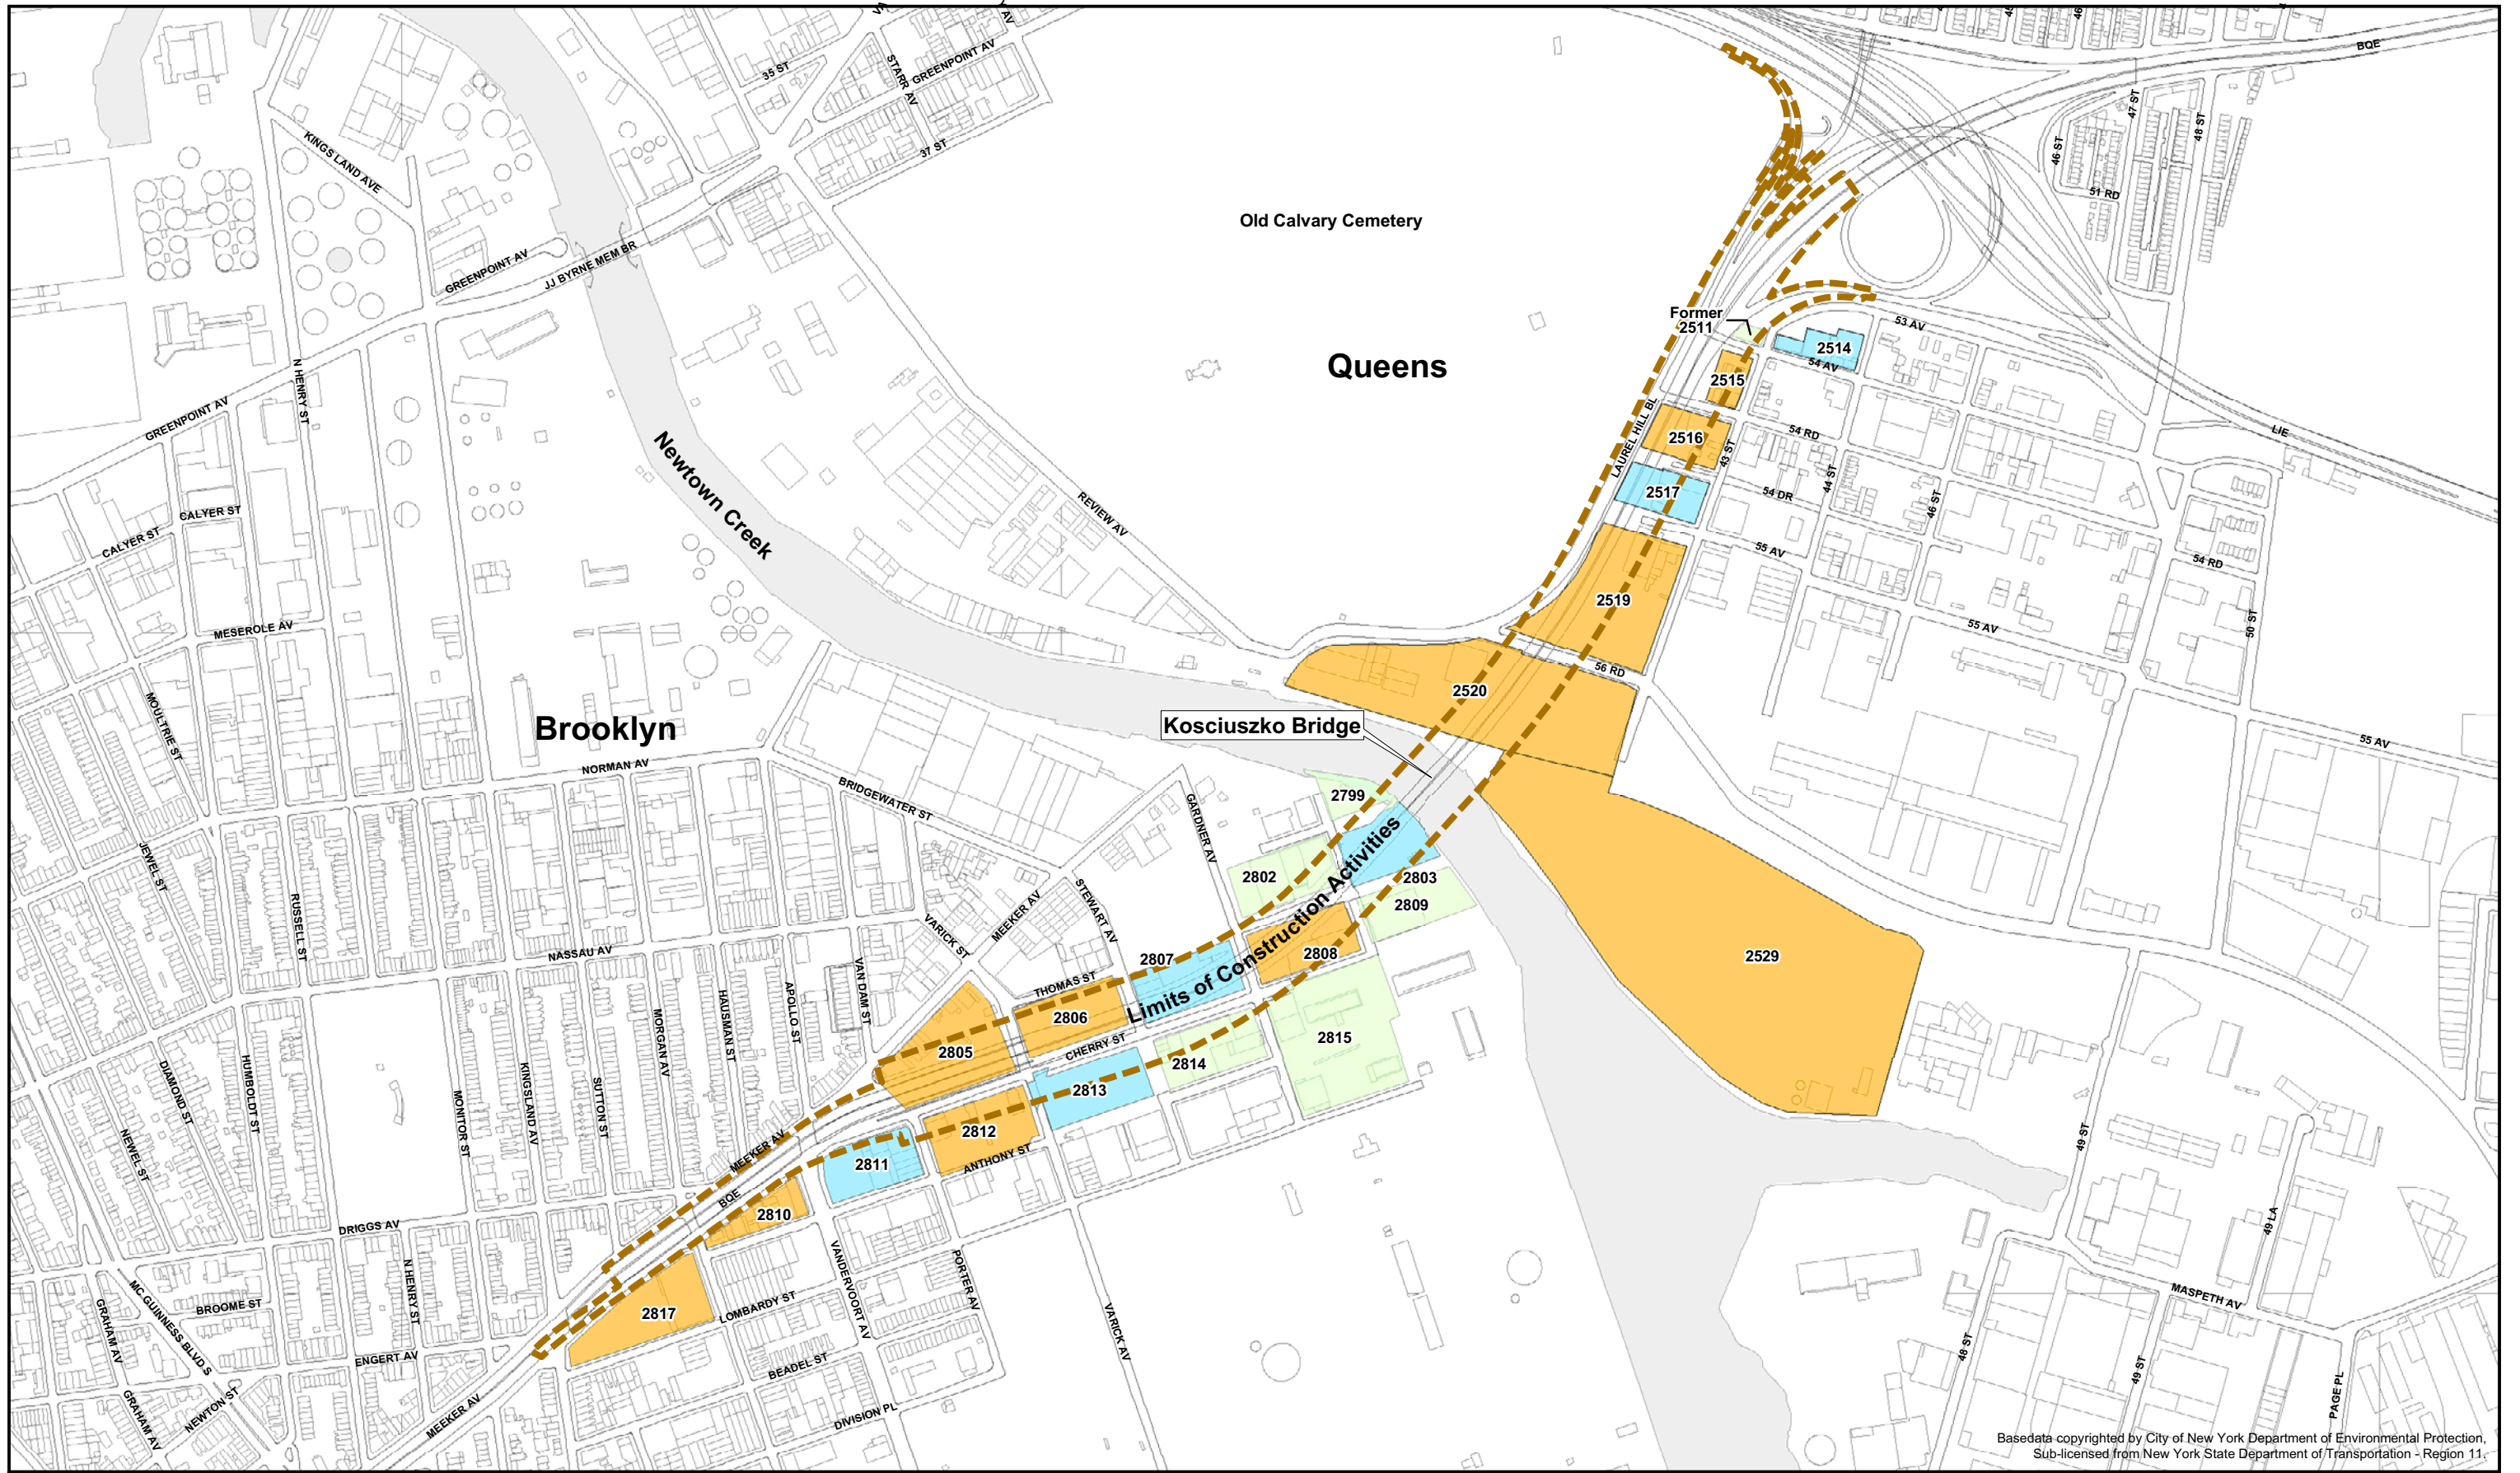 35 ST
STARR AV
GREENPOINT AV
37 ST
BQE
47 ST
48 ST
46 ST
51 RD
KINGS LAND AVE
Old Calvary Cemetery
GREENPOINT AV
JJ BYRNE MEM BR
Former
2511
53 AV
2514
54 AV
Queens
2515
N HENRY ST
GREENPOINT AV
LAUREL HILL BL
2516
43 ST
54 RD
LIE
Newtown Creek
REVIEW AV
2517
54 DR
44 ST
46 ST
CALYER ST
CALYER ST
55 AV
54 RD
2519
MESEROLE AV
55 AV
50 ST
56 RD
2520
MOULTRIE ST
Brooklyn
Kosciuszko Bridge
55 AV
NORMAN AV
BRIDGEWATER ST
GARDNER AV
2799
JEWEL ST
RUSSELL ST
2802
2803
2809
STEWART AV
MEEKER AV
VARICK ST
NASSAU AV
2807
2808
2529
Limits of Construction Activities
THOMAS ST
VAN DAM ST
APOLLO ST
HAUSMAN ST
MORGAN AV
2806
2805
2815
CHERRY ST
2814
2813
DIAMOND ST
HUMBOLDT ST
MONITOR ST
KINGSLAND AV
SUTTON ST
NEWEL ST
2812
ANTHONY ST
MEEKER AV
2811
BQE
2810
49 ST
49 LA
DRIGGS AV
N HENRY ST
VANDERVOORT AV
PORTER AV
MASPETH AV
BROOME ST
MC GUINNESS BLVD S
GRAHAM AV
2817
LOMBARDY ST
VARICK AV
48 ST
49 ST
ENGERT AV
BEADEL ST
GRAHAM AV
NEWTON ST
MEEKER AV
DIVISION PL
PAGE PL
Basedata copyrighted by City of New York Department of Environmental Protection,
Sub-licensed from New York State Department of Transportation - Region 11.